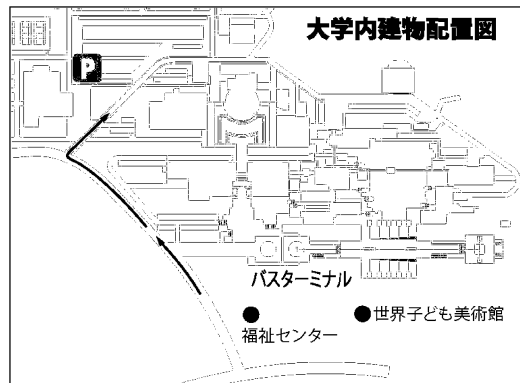 大学内建物配置図
P
バスターミナル
●世界子ども美術館
●
福祉センター